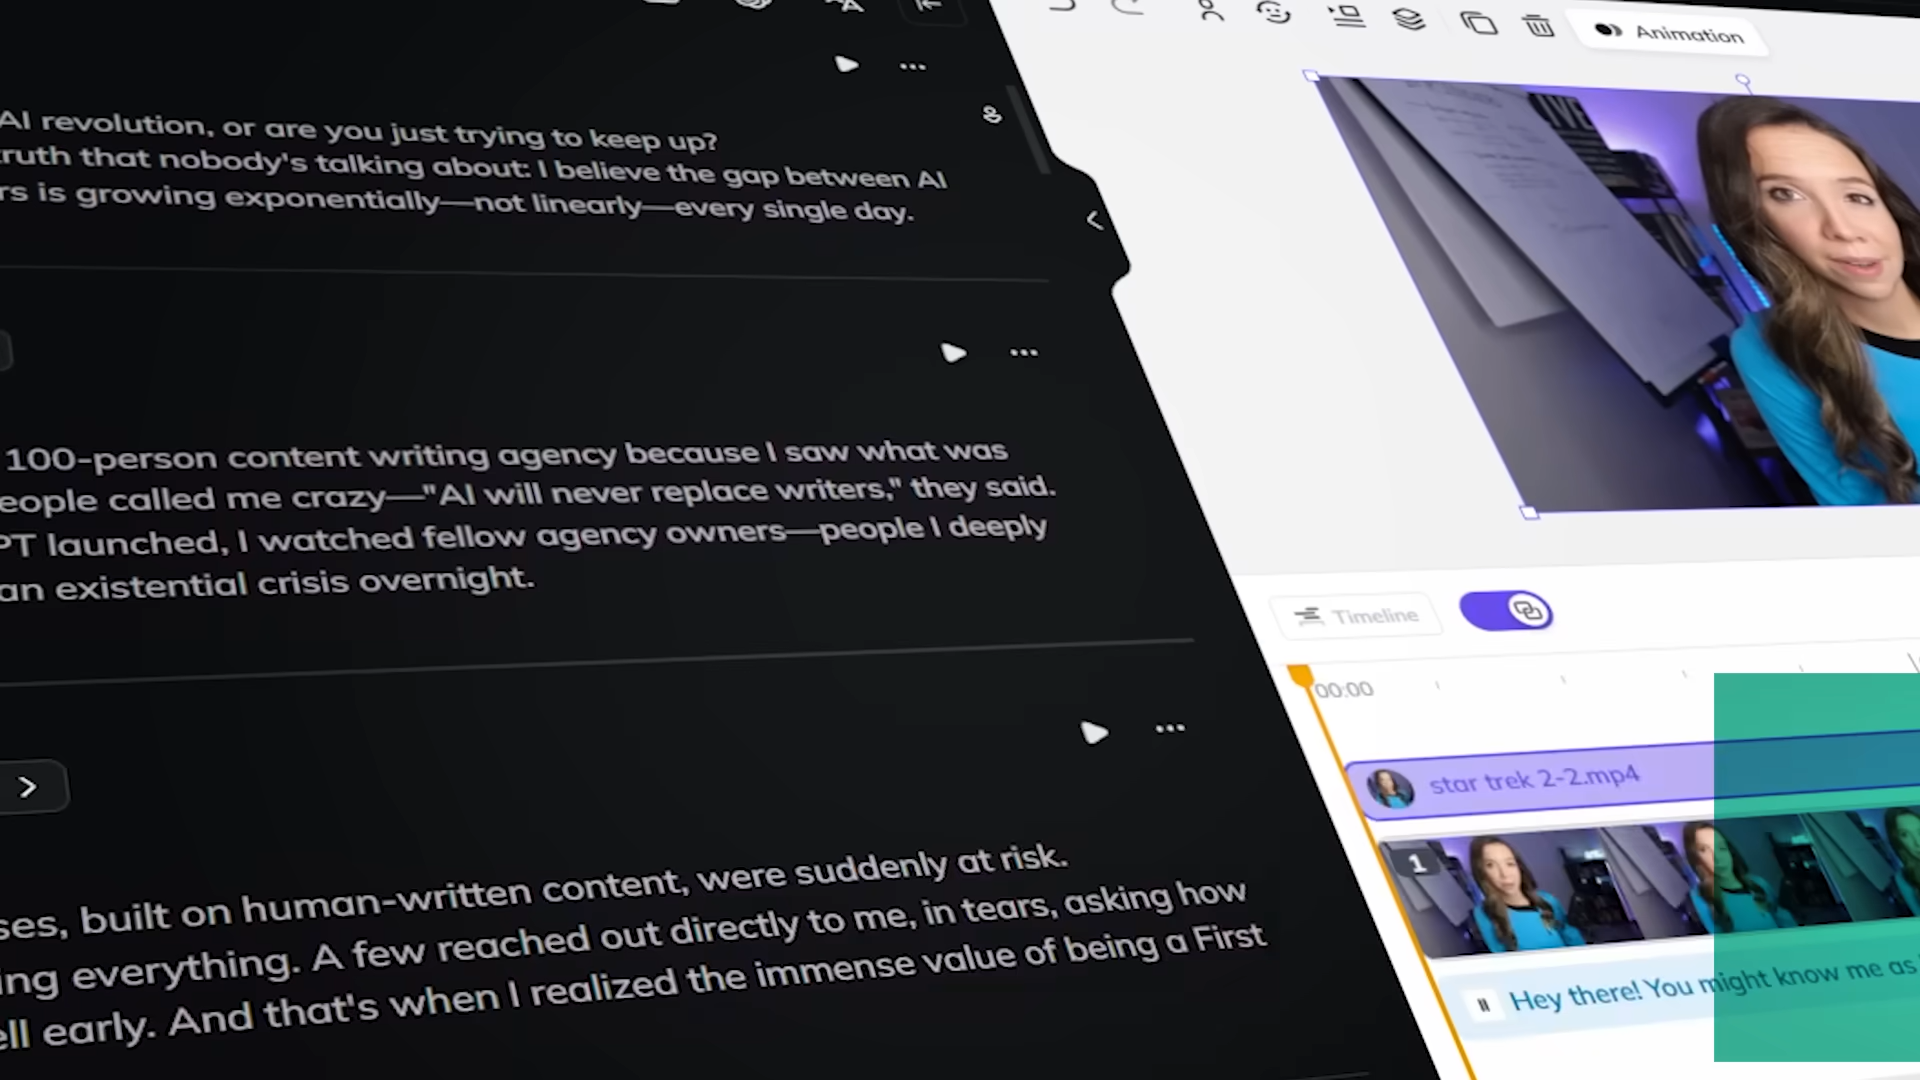 AI revolution, or are you just trying to keep up?
truth that nobody's talking about: I believe the gap between AI
rs is growing exponentially—not linearly—every single day.
100-person content writing agency because I saw what was
eople called me crazy—"AI will never replace writers," they said.
PT launched, I watched fellow agency owners—people I deeply
an existential crisis overnight.
ses, built on human-written content, were suddenly at risk.
ing everything. A few reached out directly to me, in tears, asking how
ell early. And that's when I realized the immense value of being a First
Animation
Timeline
00:00
star trek 2-2.mp4
1
Hey there! You might know me as